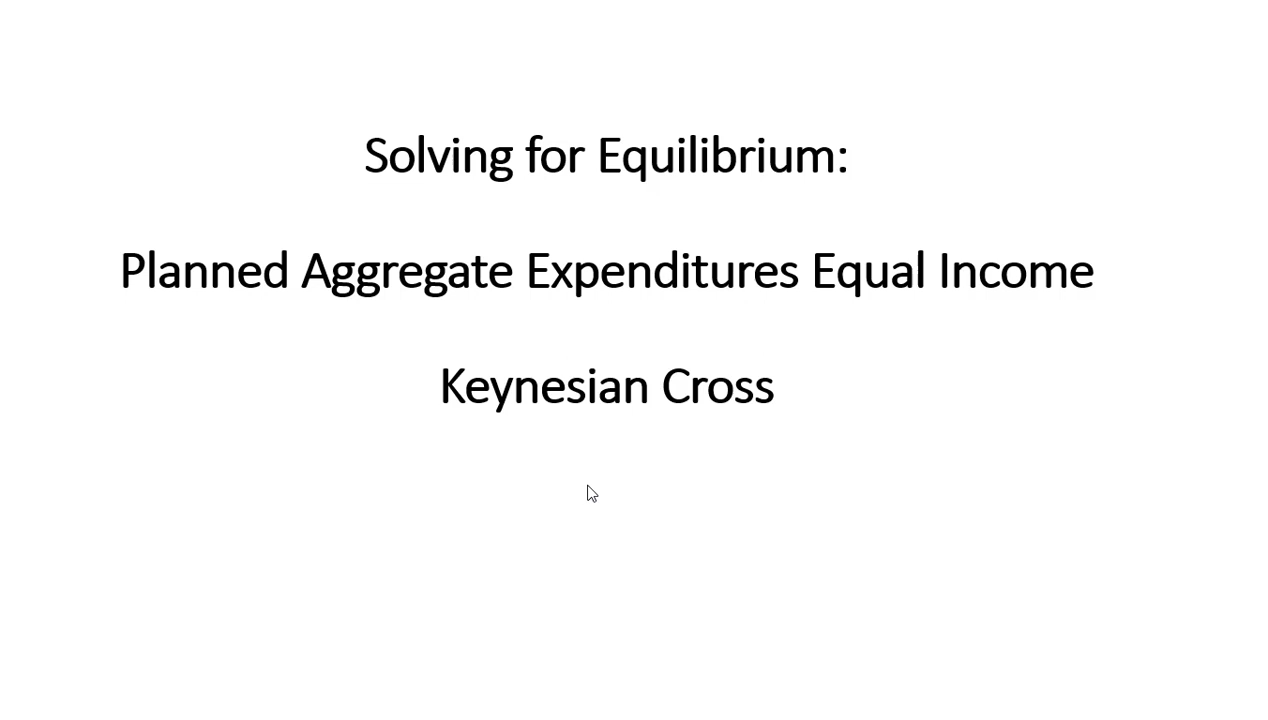 Solving for Equilibrium:
Planned Aggregate Expenditures Equal Income
Keynesian Cross